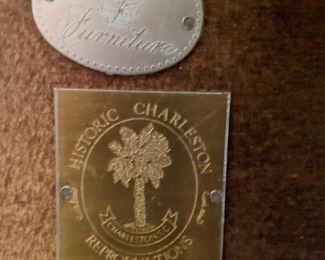 Furniture
HISTORIC CHARLESTON
CHARLESTON, S.C.
REPRODUCTIONS